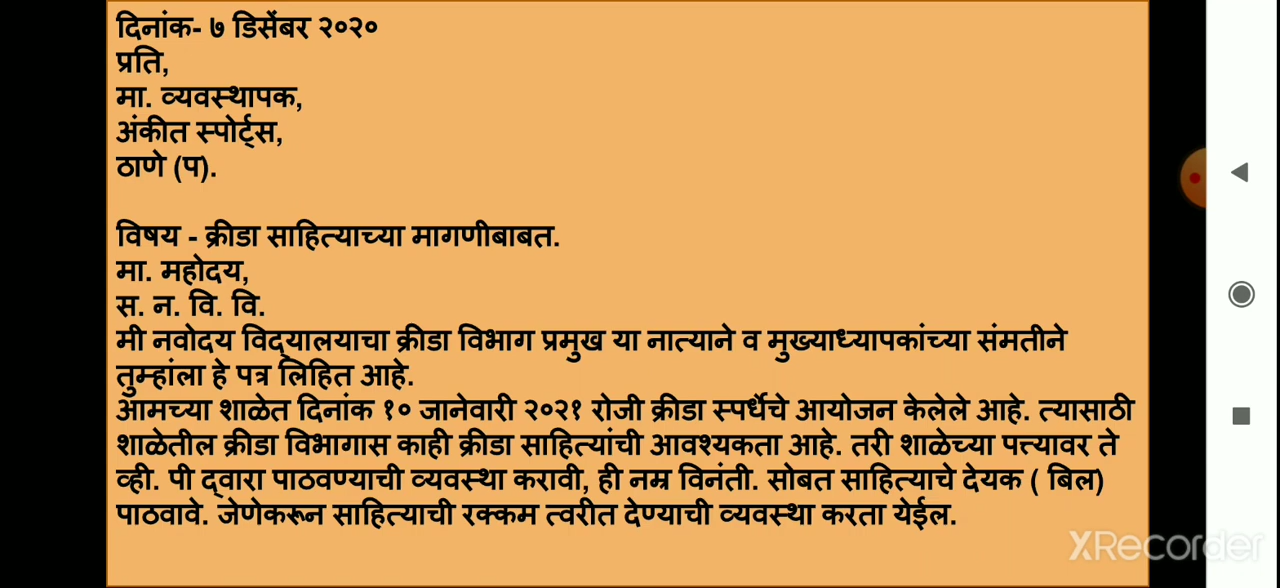 दिनांक- ७ डिसेंबर २०२०
प्रति,
मा. व्यवस्थापक,
अंकीत स्पोर्ट्स,
ठाणे (प).
विषय - क्रीडा साहित्याच्या मागणीबाबत.
मा. महोदय,
स. न. वि. वि.
मी नवोदय विद्यालयाचा क्रीडा विभाग प्रमुख या नात्याने व मुख्याध्यापकांच्या संमतीने
तुम्हांला हे पत्र लिहित आहे.
आमच्या शाळेत दिनांक १० जानेवारी २०२१ रोजी क्रीडा स्पर्धेचे आयोजन केलेले आहे. त्यासाठी
शाळेतील क्रीडा विभागास काही क्रीडा साहित्यांची आवश्यकता आहे. तरी शाळेच्या पत्त्यावर ते
व्ही. पी द्वारा पाठवण्याची व्यवस्था करावी, ही नम्र विनंती. सोबत साहित्याचे देयक ( बिल)
पाठवावे. जेणेकरून साहित्याची रक्कम त्वरीत देण्याची व्यवस्था करता येईल.
XRecorder